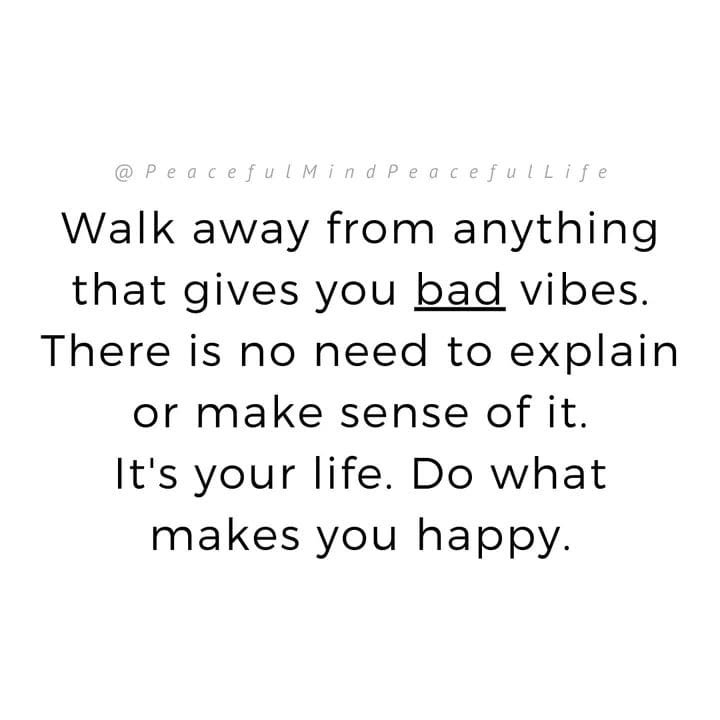 @PeacefulMindPeacefulLife
Walk away from anything
that gives you bad vibes.
There is no need to explain
or make sense of it.
It's your life. Do what
makes you happy.